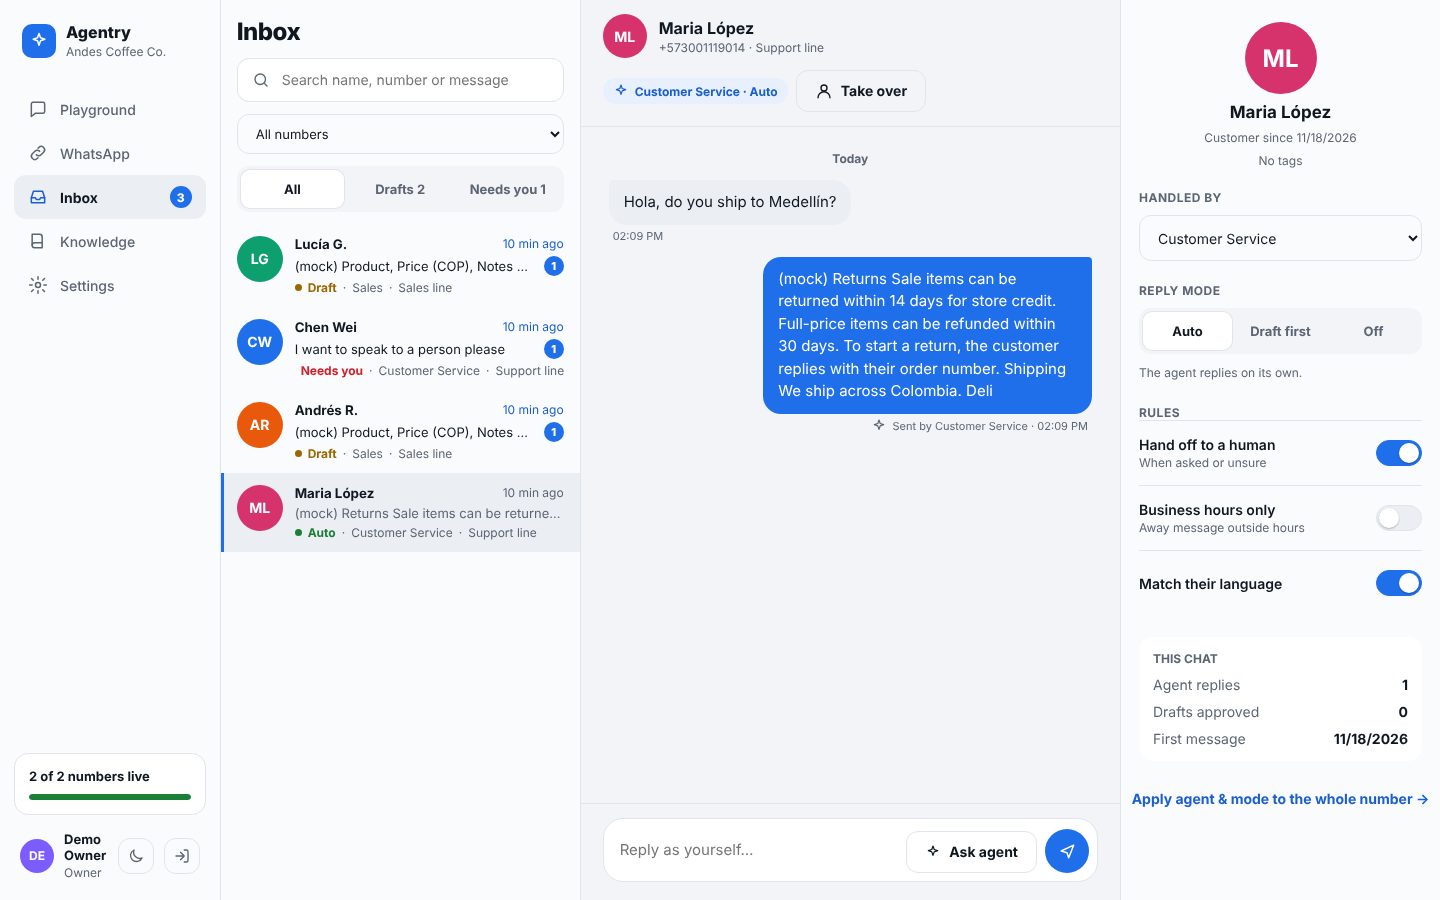 Agentry
Andes Coffee Co.
Playground
WhatsApp
Inbox
3
Knowledge
Settings
2 of 2 numbers live
DE
Demo
Owner
Owner
Inbox
Search name, number or message
All numbers
All
Drafts 2
Needs you 1
LG
Lucía G.
10 min ago
(mock) Product, Price (COP), Notes ...
1
Draft · Sales · Sales line
CW
Chen Wei
10 min ago
I want to speak to a person please
1
Needs you · Customer Service · Support line
AR
Andrés R.
10 min ago
(mock) Product, Price (COP), Notes ...
1
Draft · Sales · Sales line
ML
Maria López
10 min ago
(mock) Returns Sale items can be returne...
Auto · Customer Service · Support line
ML
Maria López
+573001119014 · Support line
Customer Service · Auto
Take over
Today
Hola, do you ship to Medellín?
02:09 PM
(mock) Returns Sale items can be
returned within 14 days for store credit.
Full-price items can be refunded within
30 days. To start a return, the customer
replies with their order number. Shipping
We ship across Colombia. Deli
Sent by Customer Service · 02:09 PM
Reply as yourself...
Ask agent
ML
Maria López
Customer since 11/18/2026
No tags
HANDLED BY
Customer Service
REPLY MODE
Auto
Draft first
Off
The agent replies on its own.
RULES
Hand off to a human
When asked or unsure
Business hours only
Away message outside hours
Match their language
THIS CHAT
Agent replies
1
Drafts approved
0
First message
11/18/2026
Apply agent & mode to the whole number →